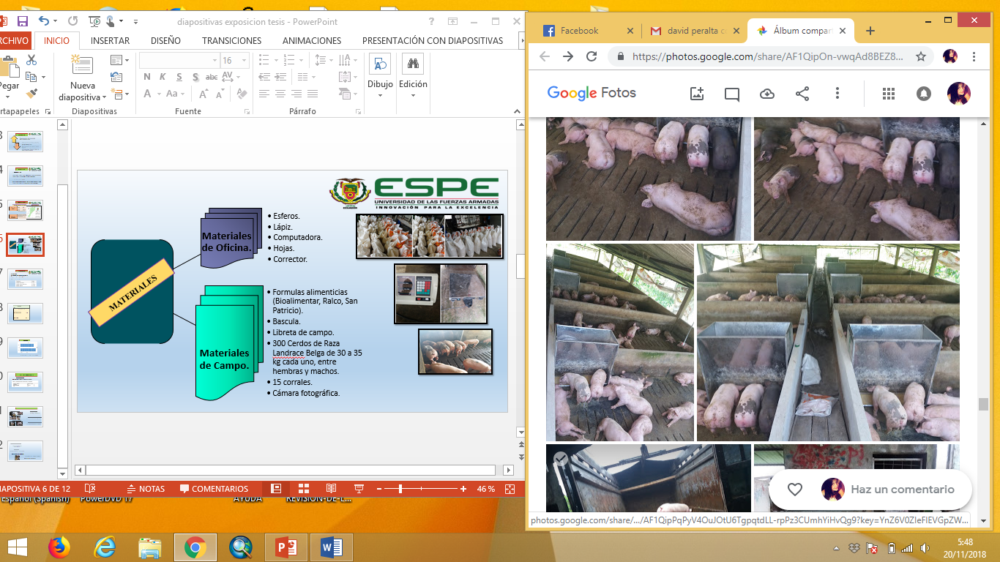 diapositivas exposicion tesis - PowerPoint
ARCHIVO
INICIO
INSERTAR
DISEÑO
TRANSICIONES
ANIMACIONES
PRESENTACIÓN CON DIAPOSITIVAS
Pegar
Nueva
diapositiva
16
N K S S abc AV
A Aa A A
Dibujo
Edición
rtapapeles
Diapositivas
Fuente
Párrafo
ESPE
UNIVERSIDAD DE LAS FUERZAS ARMADAS
INNOVACIÓN PARA LA EXCELENCIA
MATERIALES
Materiales
de Oficina.
• Esferos.
• Lápiz.
• Computadora.
• Hojas.
• Corrector.
Materiales
de Campo.
• Formulas alimenticias
(Bioalimentar, Ralco, San
Patricio).
• Bascula.
• Libreta de campo.
• 300 Cerdos de Raza
Landrace Belga de 30 a 35
kg cada uno, entre
hembras y machos.
• 15 corrales.
• Cámara fotográfica.
IAPOSITIVA 6 DE 12
NOTAS
COMENTARIOS
46 %
Español (Spanish)
PowerDVD 17
AYUDA
REVISION-DE-L...
Facebook
david peralta c
Álbum compar
https://photos.google.com/share/AF1QipOn-vwqAd8BEZ8...
Google Fotos
Haz un comentario
photos.google.com/share/.../AF1QipPqPyV4OuJOtU6TgpqtdLL-rpPz3CUmhYiHvQg9?key=YnZ6V0ZIeFlEVGpZW...
5:48
20/11/2018